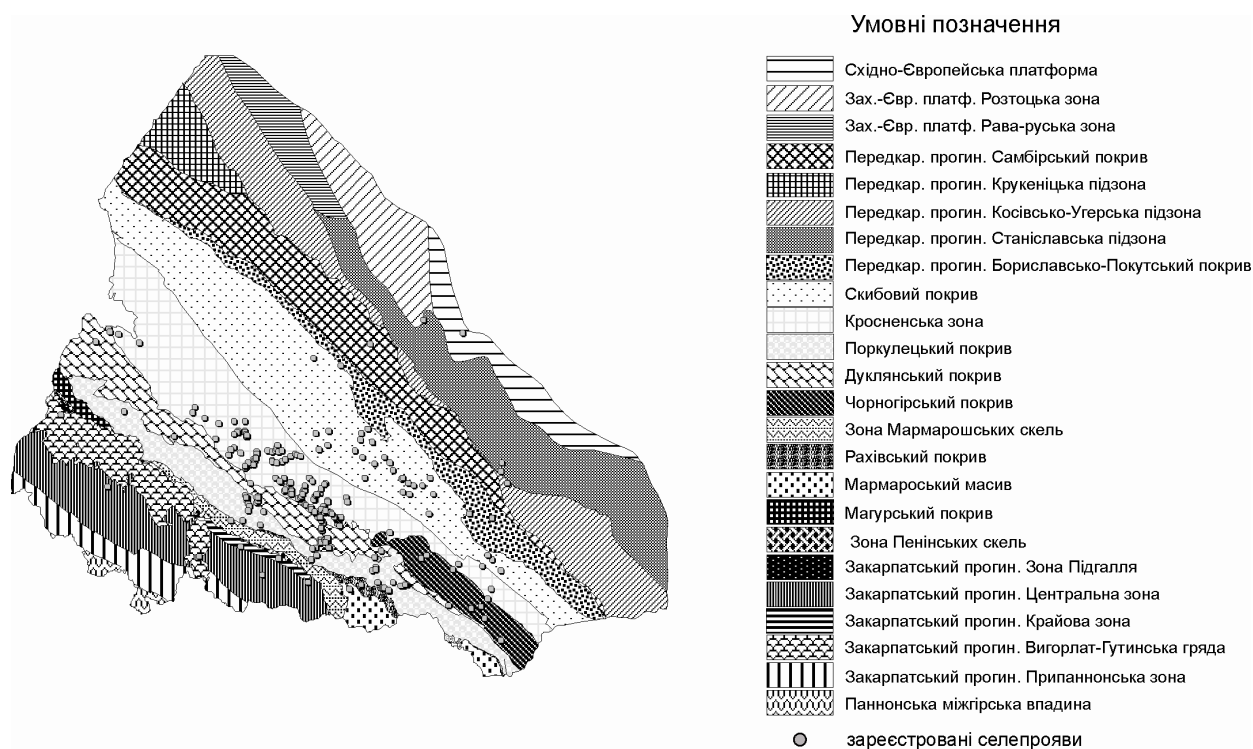 Умовні позначення
Східно-Європейська платформа
Зах.-Євр. платф. Розтоцька зона
Зах.-Євр. платф. Рава-руська зона
Передкар. прогин. Самбірський покрив
Передкар. прогин. Крукеніцька підзона
Передкар. прогин. Косівсько-Угерська підзона
Передкар. прогин. Станіславська підзона
Передкар. прогин. Бориславсько-Покутський покрив
Скибовий покрив
Кросненська зона
Поркулецький покрив
Дуклянський покрив
Чорногірський покрив
Зона Мармарошських скель
Рахівський покрив
Мармароський масив
Магурський покрив
Зона Пенінських скель
Закарпатський прогин. Зона Підгалля
Закарпатський прогин. Центральна зона
Закарпатський прогин. Крайова зона
Закарпатський прогин. Вигорлат-Гутинська гряда
Закарпатський прогин. Припаннонська зона
Паннонська міжгірська впадина
зареєстровані селепрояви